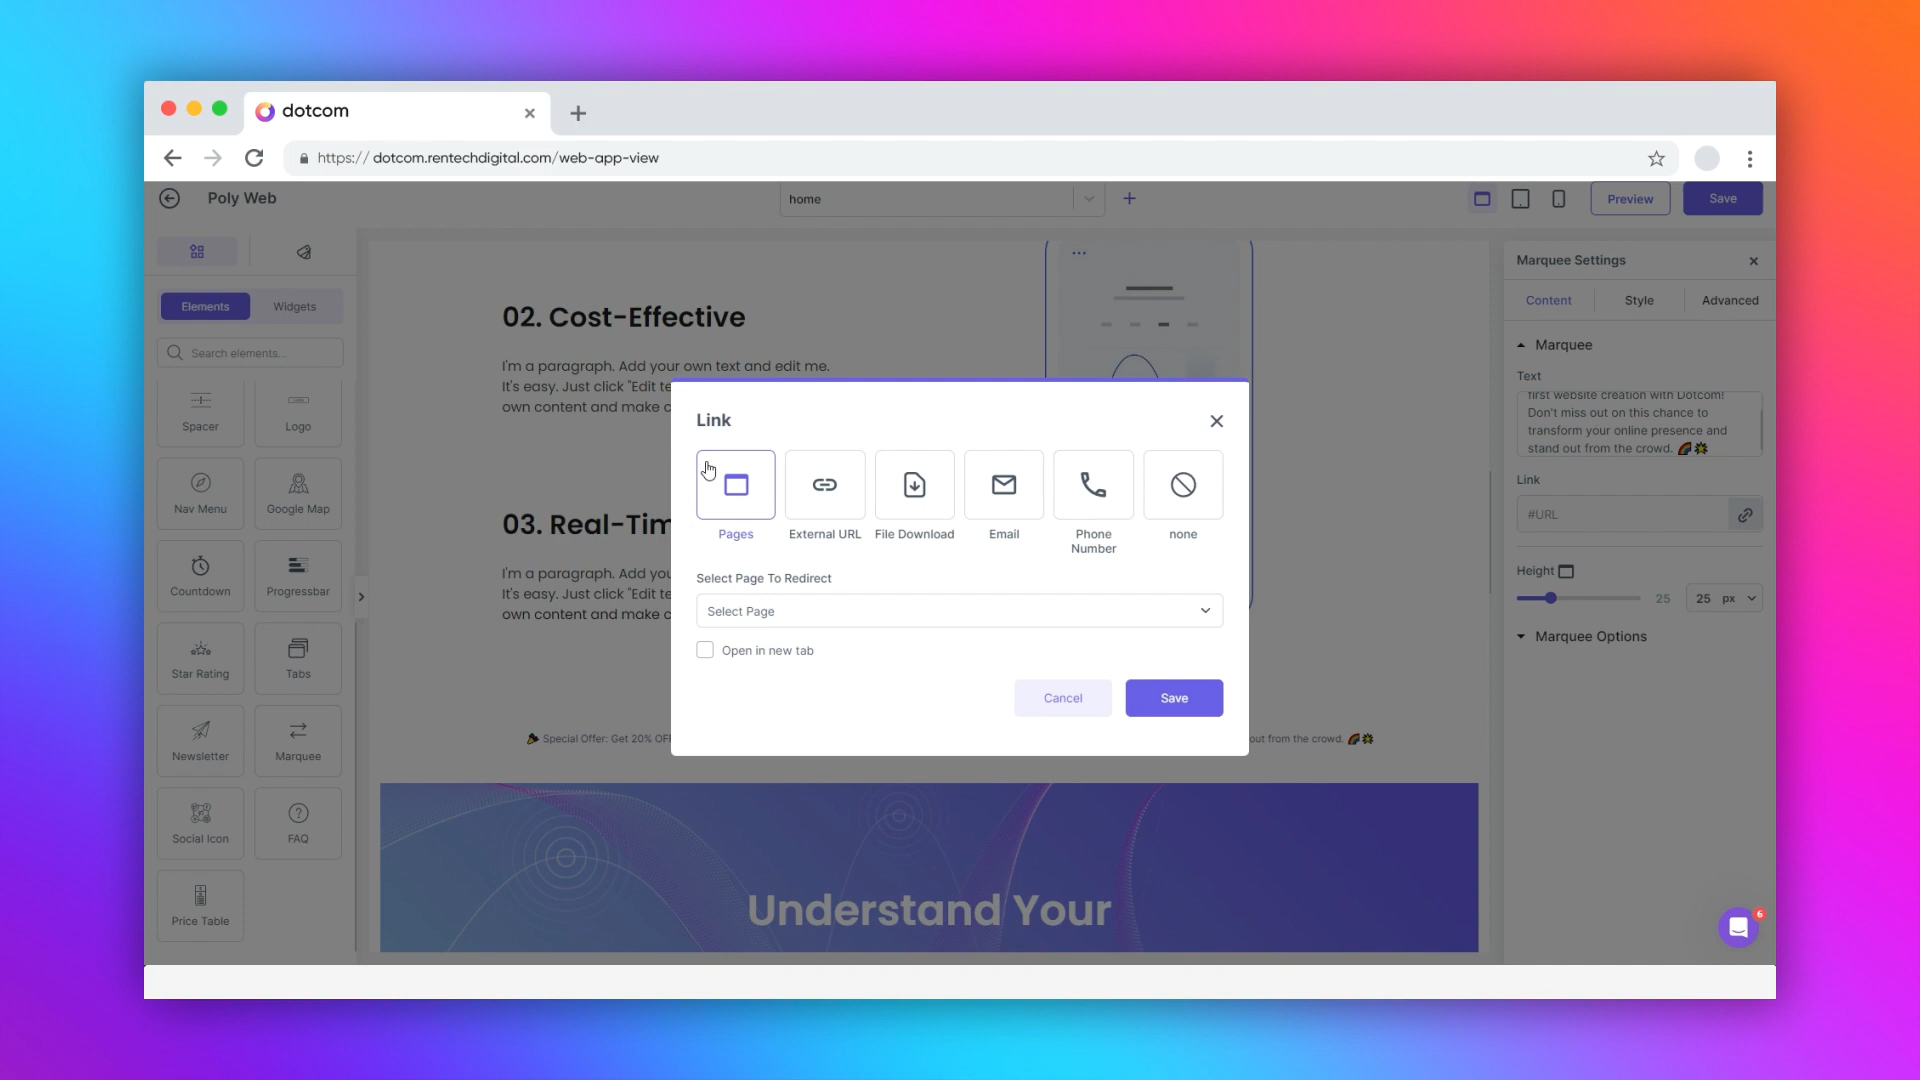 dotcom
https:// dotcom.rentechdigital.com/web-app-view
Poly Web
home
Preview
Save
Elements
Widgets
Search elements...
Spacer
Logo
Nav Menu
Google Map
Countdown
Progressbar
Star Rating
Tabs
Newsletter
Marquee
Social Icon
FAQ
Price Table
02. Cost-Effective
I'm a paragraph. Add your own text and edit me.
It's easy. Just click "Edit te
own content and make c
03. Real-Tim
I'm a paragraph. Add you
It's easy. Just click "Edit te
own content and make c
🎉 Special Offer: Get 20% OF
out from the crowd. 🌈💥
Understand Your
Link
Pages
External URL
File Download
Email
Phone
Number
none
Select Page To Redirect
Select Page
Open in new tab
Cancel
Save
Marquee Settings
Content
Style
Advanced
Marquee
Text
first website creation with Dotcom!
Don't miss out on this chance to
transform your online presence and
stand out from the crowd. 🌈💥
Link
#URL
Height
25
25 px
Marquee Options
6